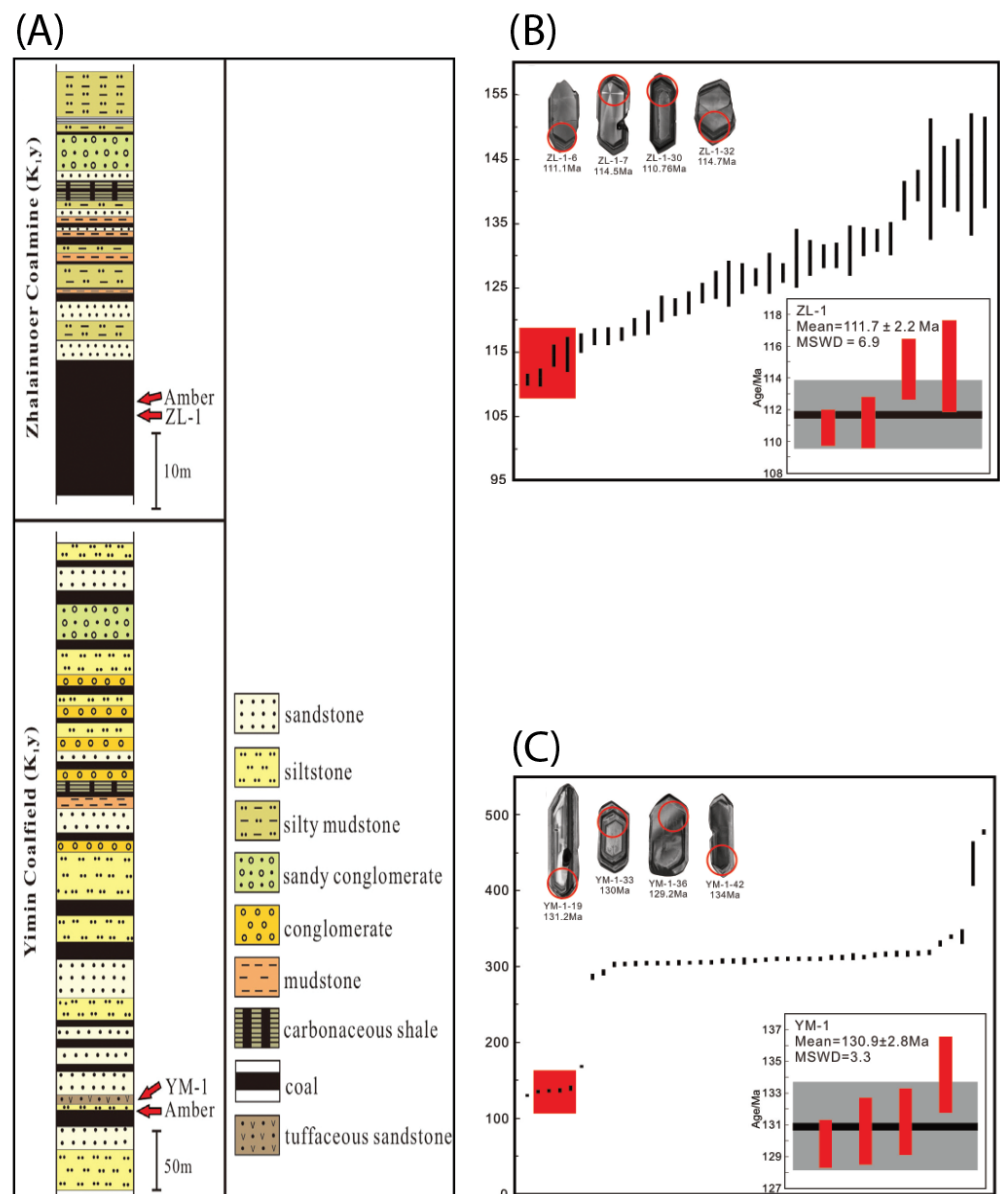 (A)
Zhalainuoer Coalmine (K₁y)
Amber
ZL-1
10m
Yimin Coalfield (K₁y)
YM-1
Amber
50m
sandstone
siltstone
silty mudstone
sandy conglomerate
conglomerate
mudstone
carbonaceous shale
coal
tuffaceous sandstone
(B)
155
145
135
125
115
105
95
ZL-1-6
111.1Ma
ZL-1-7
114.5Ma
ZL-1-30
110.76Ma
ZL-1-32
114.7Ma
ZL-1
Mean=111.7 ± 2.2 Ma
MSWD = 6.9
Age/Ma
118
116
114
112
110
108
(C)
500
400
300
200
100
0
YM-1-19
131.2Ma
YM-1-33
130Ma
YM-1-36
129.2Ma
YM-1-42
134Ma
YM-1
Mean=130.9±2.8Ma
MSWD=3.3
Age/Ma
137
135
133
131
129
127